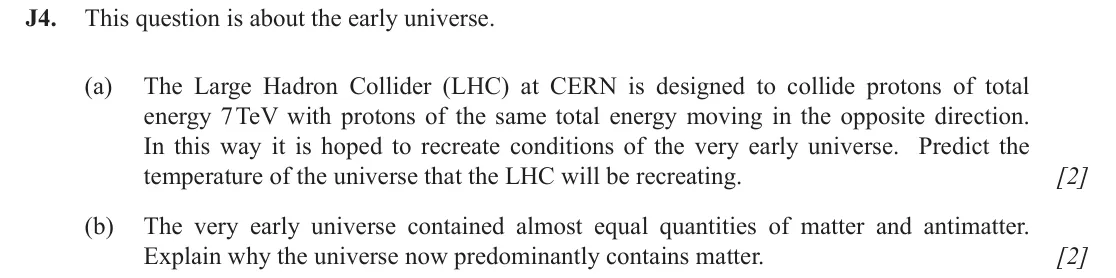 J4. This question is about the early universe.
(a) The Large Hadron Collider (LHC) at CERN is designed to collide protons of total
energy 7 TeV with protons of the same total energy moving in the opposite direction.
In this way it is hoped to recreate conditions of the very early universe. Predict the
temperature of the universe that the LHC will be recreating. [2]
(b) The very early universe contained almost equal quantities of matter and antimatter.
Explain why the universe now predominantly contains matter. [2]